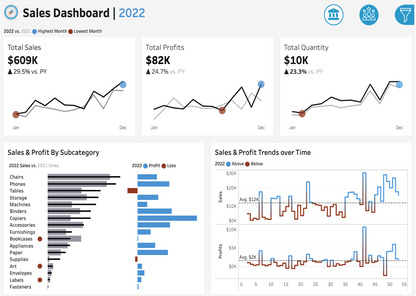 Sales Dashboard | 2022
2022 vs. 2021 Highest Month Lowest Month
Total Sales
$609K
▲ 29.5% vs. PY
Jan Dec
Total Profits
$82K
▲ 24.7% vs. PY
Jan Dec
Total Quantity
$10K
▲ 23.3% vs. PY
Jan Dec
Sales & Profit By Subcategory
2022 Sales vs. 2021 Sales 2022 Profit Loss
Chairs
Phones
Tables
Storage
Machines
Binders
Copiers
Accessories
Furnishings
Bookcases
Appliances
Paper
Supplies
Art
Envelopes
Labels
Fasteners
Sales & Profit Trends over Time
2022 Above Below
Sales
$30K
$20K
Avg. $12K
$10K
$0K
Profits
$10K
$5K
Avg. $2K
$0K
0 5 10 15 20 25 30 35 40 45 50 55